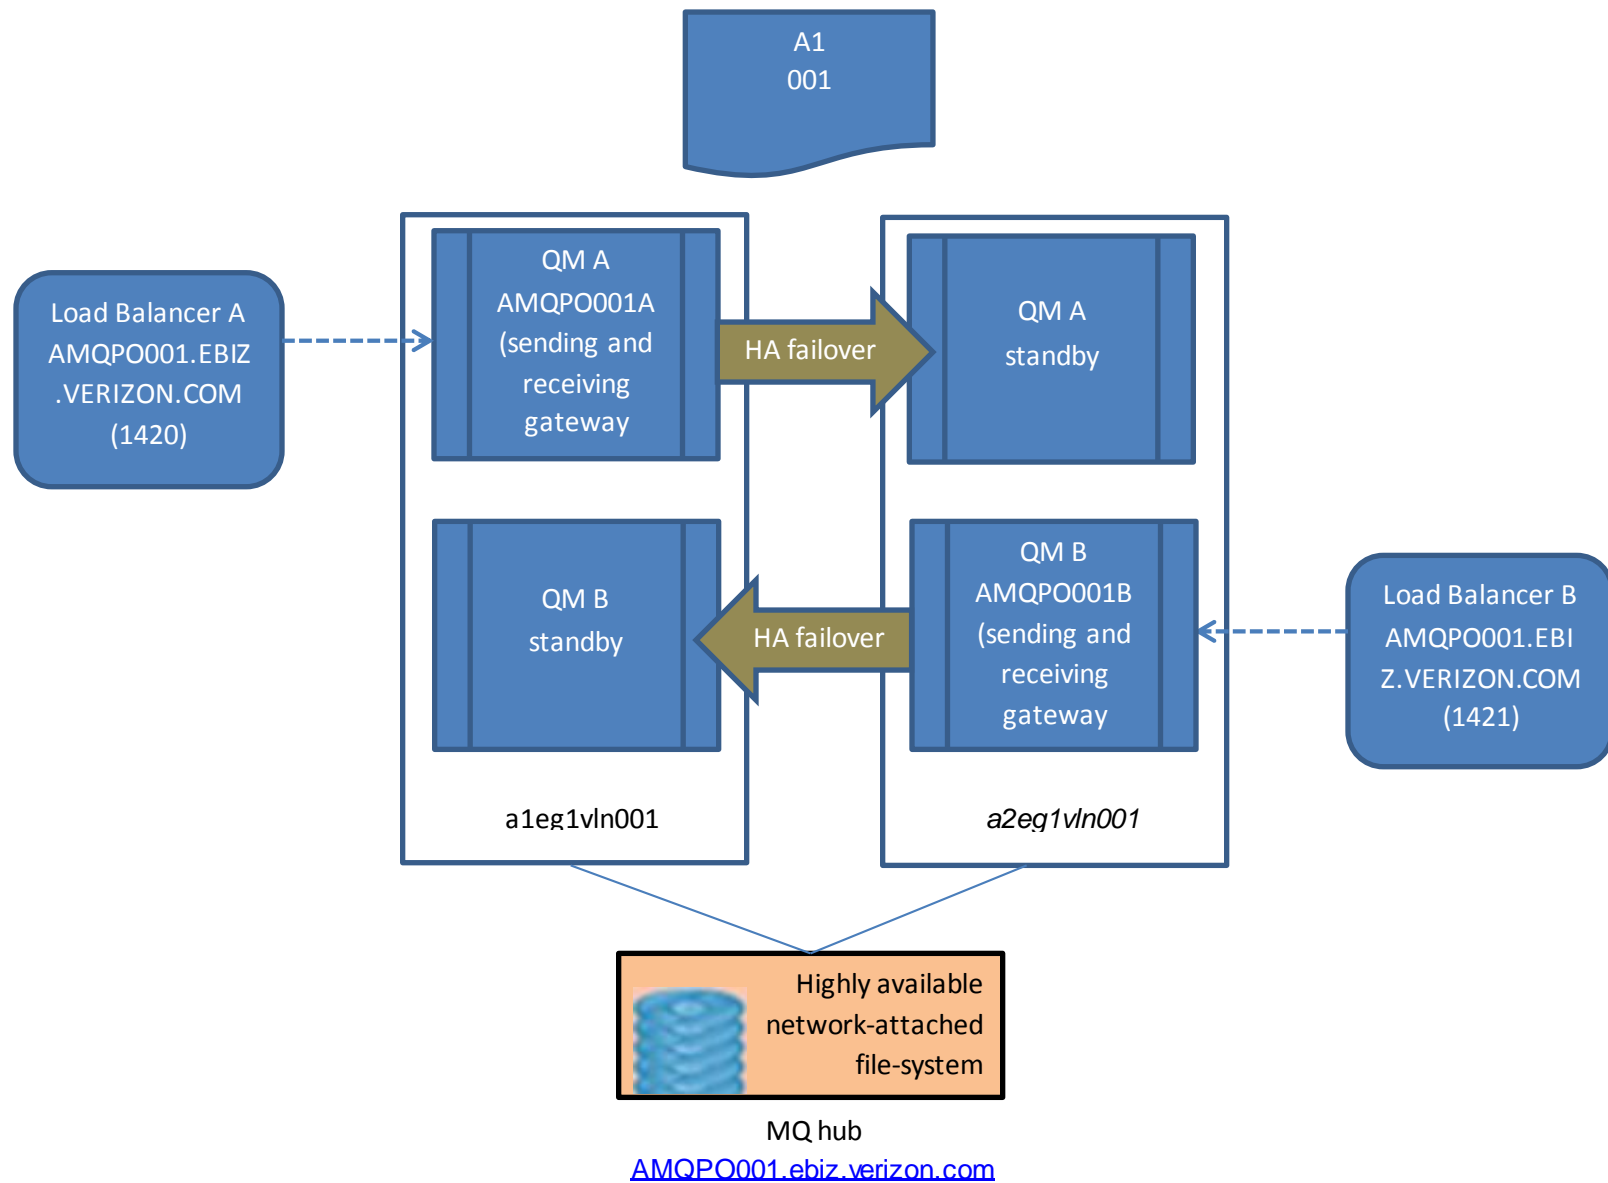 A1
001
Load Balancer A
AMQPO001.EBIZ
.VERIZON.COM
(1420)
QM A
AMQPO001A
(sending and
receiving
gateway
HA failover
QM A
standby
QM B
standby
HA failover
QM B
AMQPO001B
(sending and
receiving
gateway
Load Balancer B
AMQPO001.EBI
Z.VERIZON.COM
(1421)
a1eg1vln001
a2eg1vln001
Highly available
network-attached
file-system
MQ hub
AMQPO001.ebiz.verizon.com